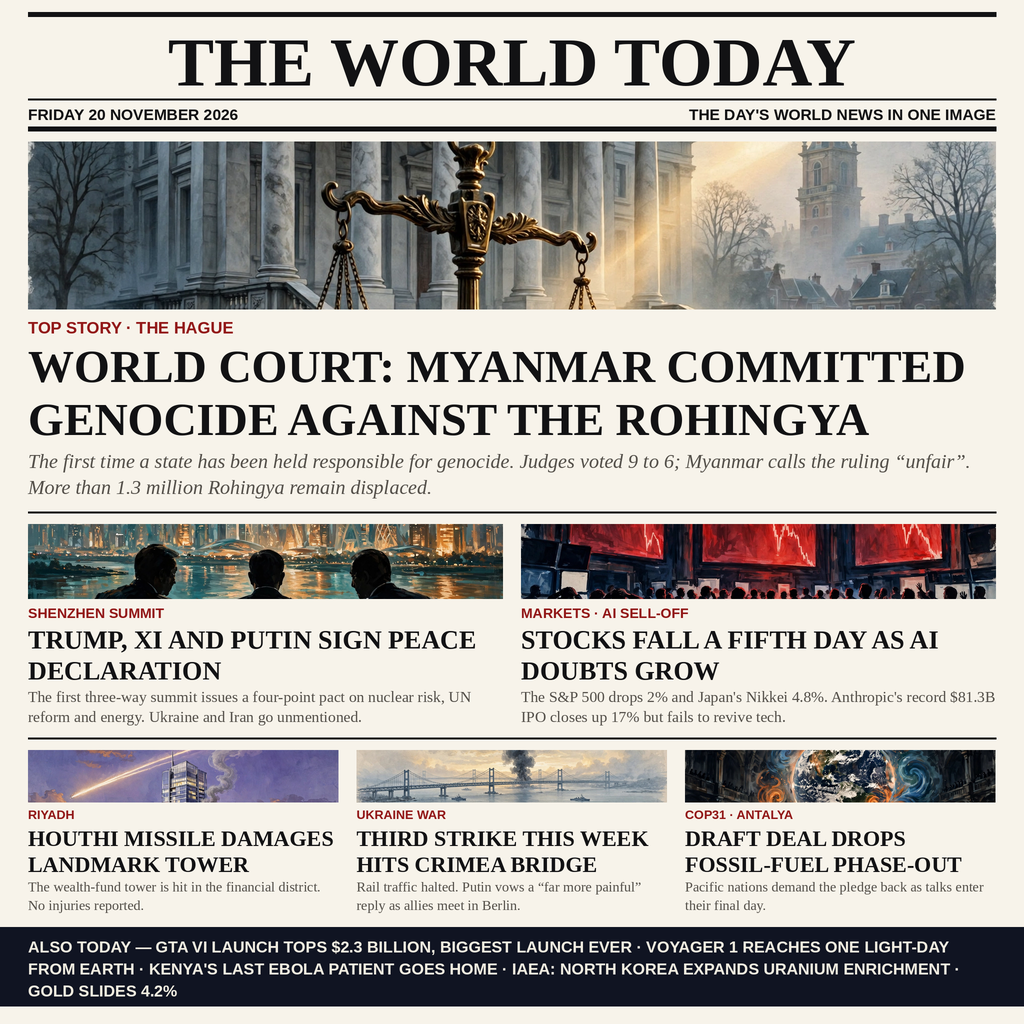 THE WORLD TODAY
FRIDAY 20 NOVEMBER 2026
THE DAY'S WORLD NEWS IN ONE IMAGE
TOP STORY · THE HAGUE
WORLD COURT: MYANMAR COMMITTED
GENOCIDE AGAINST THE ROHINGYA
The first time a state has been held responsible for genocide. Judges voted 9 to 6; Myanmar calls the ruling “unfair”.
More than 1.3 million Rohingya remain displaced.
SHENZHEN SUMMIT
TRUMP, XI AND PUTIN SIGN PEACE
DECLARATION
The first three-way summit issues a four-point pact on nuclear risk, UN
reform and energy. Ukraine and Iran go unmentioned.
MARKETS · AI SELL-OFF
STOCKS FALL A FIFTH DAY AS AI
DOUBTS GROW
The S&P 500 drops 2% and Japan's Nikkei 4.8%. Anthropic's record $81.3B
IPO closes up 17% but fails to revive tech.
RIYADH
HOUTHI MISSILE DAMAGES
LANDMARK TOWER
The wealth-fund tower is hit in the financial district.
No injuries reported.
UKRAINE WAR
THIRD STRIKE THIS WEEK
HITS CRIMEA BRIDGE
Rail traffic halted. Putin vows a “far more painful”
reply as allies meet in Berlin.
COP31 · ANTALYA
DRAFT DEAL DROPS
FOSSIL-FUEL PHASE-OUT
Pacific nations demand the pledge back as talks enter
their final day.
ALSO TODAY — GTA VI LAUNCH TOPS $2.3 BILLION, BIGGEST LAUNCH EVER · VOYAGER 1 REACHES ONE LIGHT-DAY
FROM EARTH · KENYA'S LAST EBOLA PATIENT GOES HOME · IAEA: NORTH KOREA EXPANDS URANIUM ENRICHMENT ·
GOLD SLIDES 4.2%